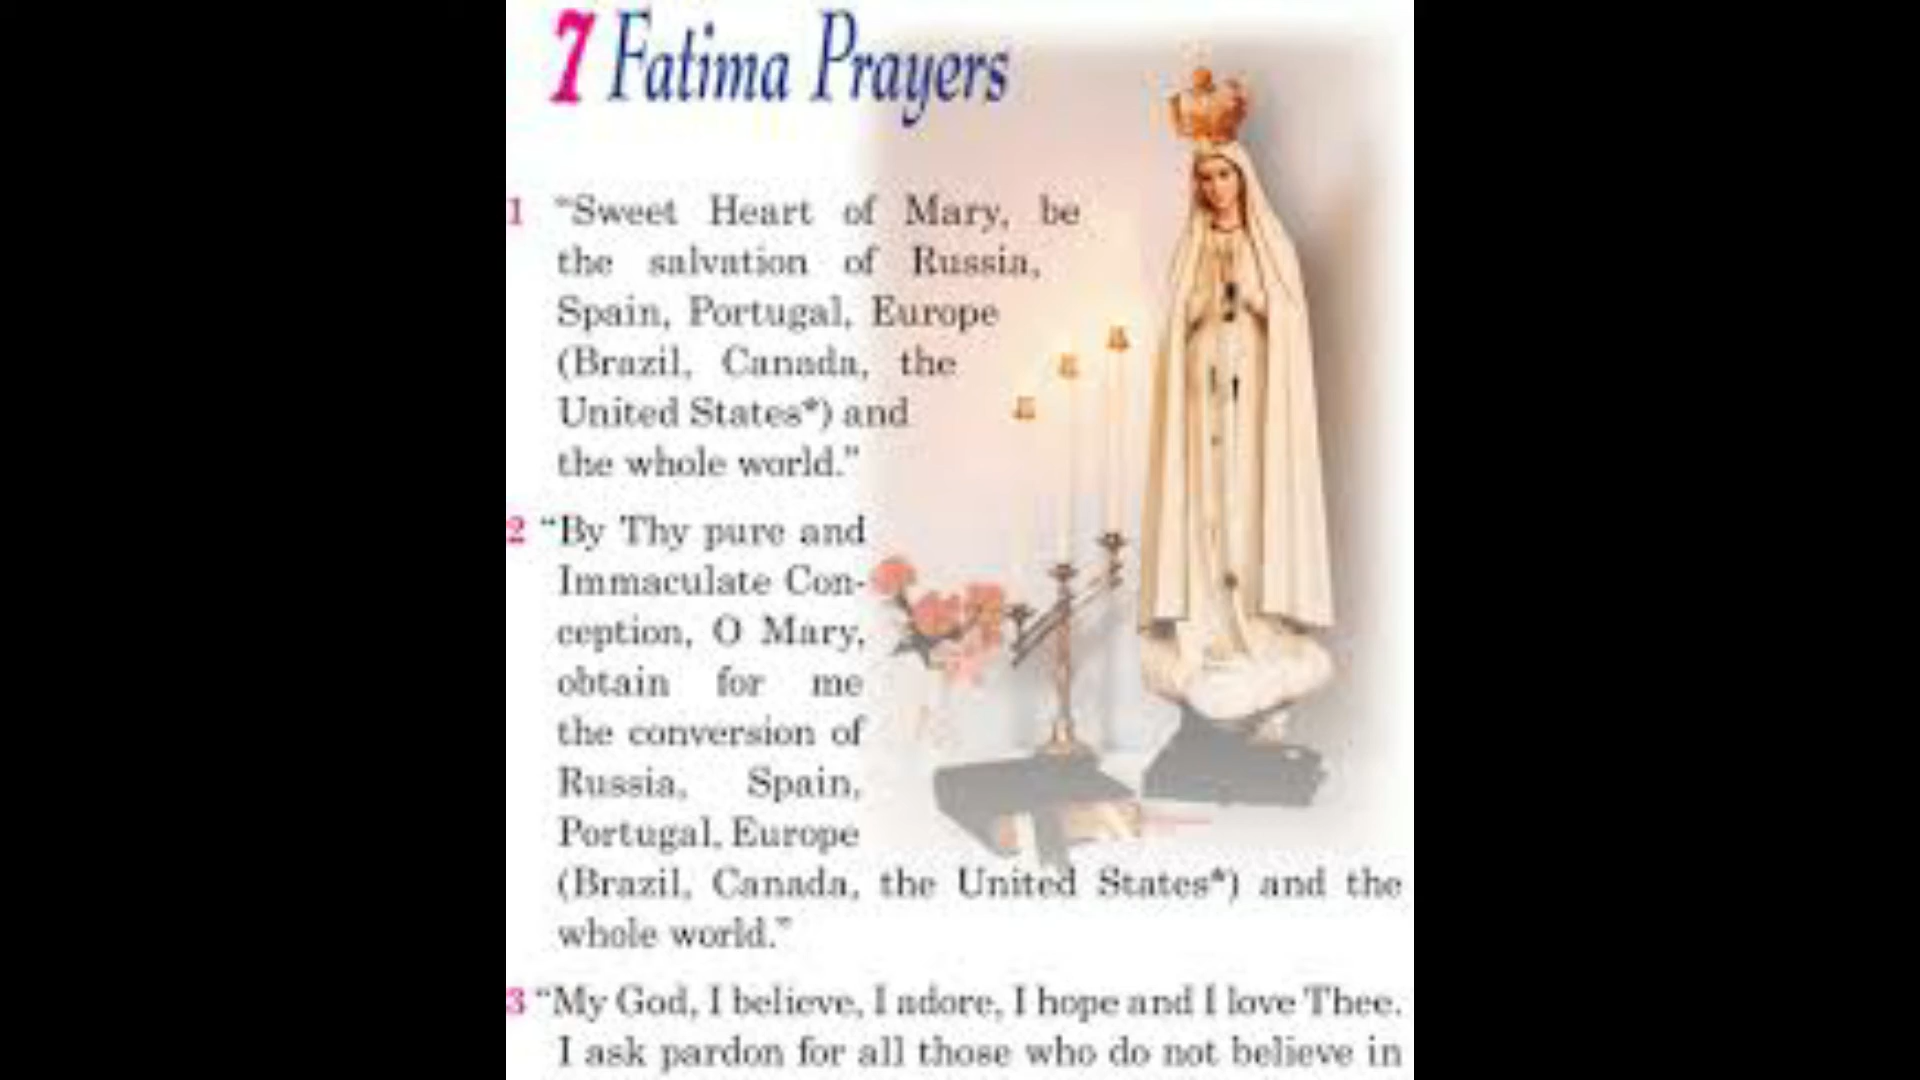 7 Fatima Prayers
1 "Sweet Heart of Mary, be
the salvation of Russia,
Spain, Portugal, Europe
(Brazil, Canada, the
United States*) and
the whole world."
2 "By Thy pure and
Immaculate Con-
ception, O Mary,
obtain for me
the conversion of
Russia, Spain,
Portugal, Europe
(Brazil, Canada, the United States*) and the
whole world."
3 "My God, I believe, I adore, I hope and I love Thee.
I ask pardon for all those who do not believe in